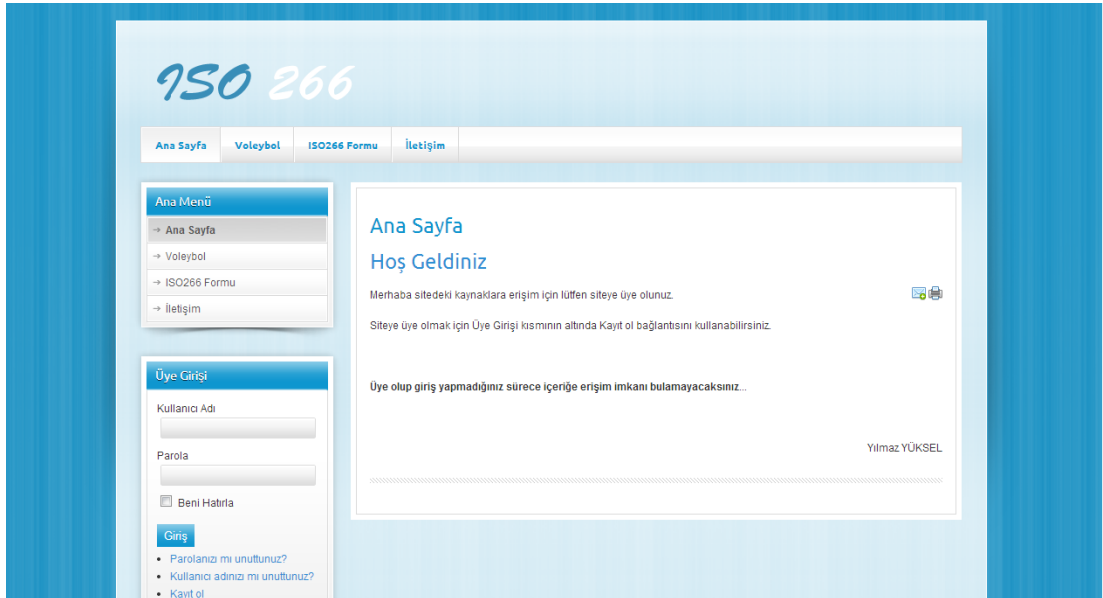 ISO 266
Ana Sayfa Voleybol ISO266 Formu İletişim
Ana Menü
Ana Sayfa
Voleybol
ISO266 Formu
İletişim
Üye Girişi
Kullanıcı Adı
Parola
Beni Hatırla
Giriş
Parolanızı mı unuttunuz?
Kullanıcı adınızı mı unuttunuz?
Kayıt ol
Ana Sayfa
Hoş Geldiniz
Merhaba sitedeki kaynaklara erişim için lütfen siteye üye olunuz.
Siteye üye olmak için Üye Girişi kısmının altında Kayıt ol bağlantısını kullanabilirsiniz.
Üye olup giriş yapmadığınız sürece içeriğe erişim imkanı bulamayacaksınız...
Yılmaz YÜKSEL